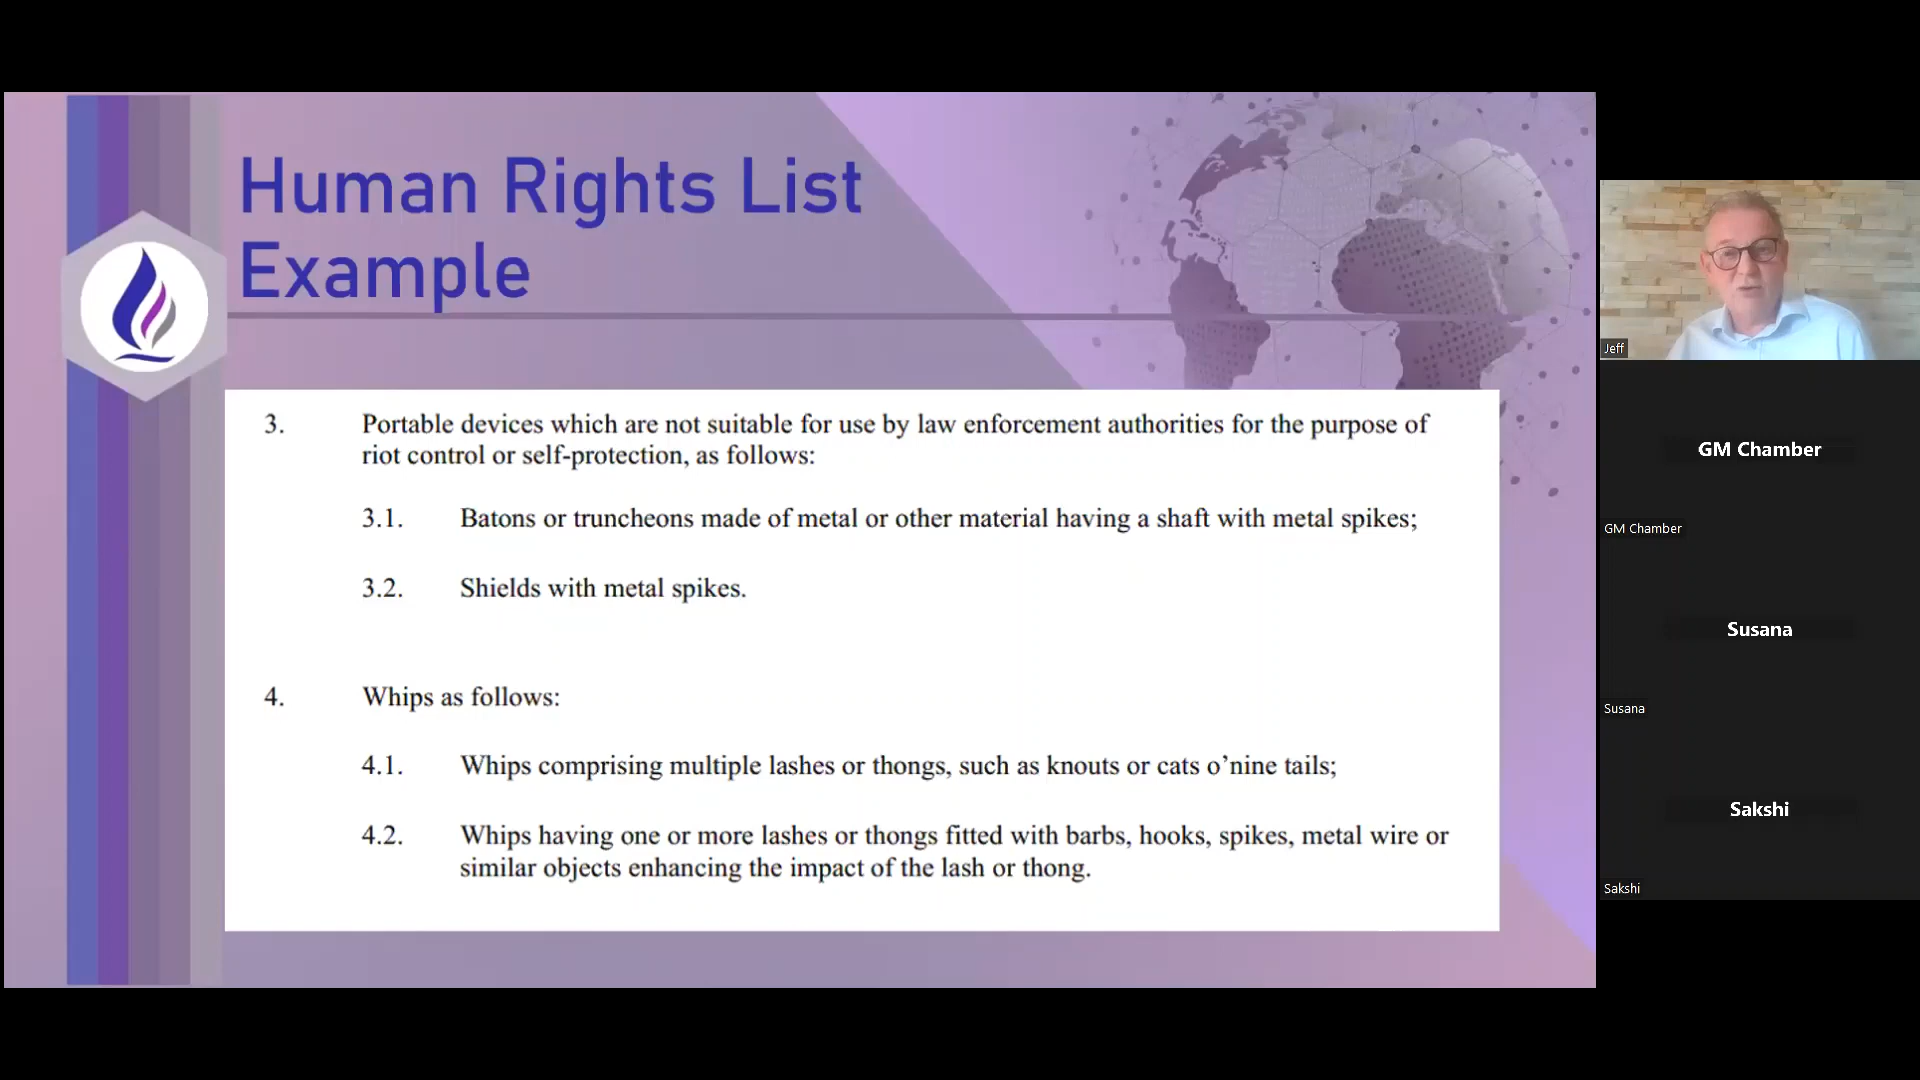 Human Rights List
Example
3. Portable devices which are not suitable for use by law enforcement authorities for the purpose of
riot control or self-protection, as follows:
3.1. Batons or truncheons made of metal or other material having a shaft with metal spikes;
3.2. Shields with metal spikes.
4. Whips as follows:
4.1. Whips comprising multiple lashes or thongs, such as knouts or cats o’nine tails;
4.2. Whips having one or more lashes or thongs fitted with barbs, hooks, spikes, metal wire or
similar objects enhancing the impact of the lash or thong.
Jeff
GM Chamber
GM Chamber
Susana
Susana
Sakshi
Sakshi